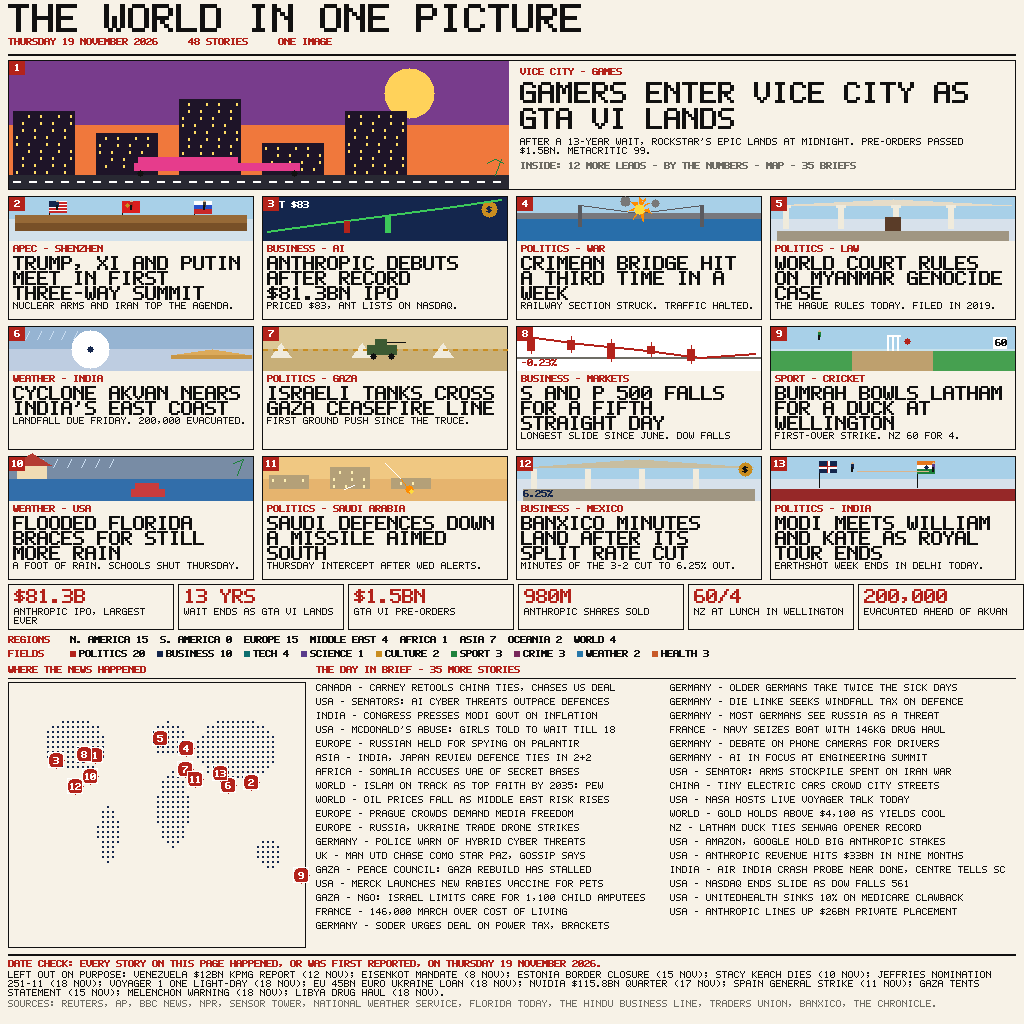 THE WORLD IN ONE PICTURE
THURSDAY 19 NOVEMBER 2026 48 STORIES ONE IMAGE
1
VICE CITY - GAMES
GAMERS ENTER VICE CITY AS
GTA VI LANDS
AFTER A 13-YEAR WAIT, ROCKSTAR'S EPIC LANDS AT MIDNIGHT. PRE-ORDERS PASSED
$1.5BN. METACRITIC 99.
INSIDE: 12 MORE LEADS - BY THE NUMBERS - MAP - 35 BRIEFS
2
APEC - SHENZHEN
TRUMP, XI AND PUTIN
MEET IN FIRST
THREE-WAY SUMMIT
NUCLEAR ARMS AND IRAN TOP THE AGENDA.
3
T $83
$
BUSINESS - AI
ANTHROPIC DEBUTS
AFTER RECORD
$81.3BN IPO
PRICED $83, ANT LISTS ON NASDAQ.
4
POLITICS - WAR
CRIMEAN BRIDGE HIT
A THIRD TIME IN A
WEEK
RAILWAY SECTION STRUCK. TRAFFIC HALTED.
5
POLITICS - LAW
WORLD COURT RULES
ON MYANMAR GENOCIDE
CASE
THE HAGUE RULES TODAY. FILED IN 2019.
6
WEATHER - INDIA
CYCLONE AKVAN NEARS
INDIA'S EAST COAST
LANDFALL DUE FRIDAY. 200,000 EVACUATED.
7
POLITICS - GAZA
ISRAELI TANKS CROSS
GAZA CEASEFIRE LINE
FIRST GROUND PUSH SINCE THE TRUCE.
8
-0.23%
BUSINESS - MARKETS
S AND P 500 FALLS
FOR A FIFTH
STRAIGHT DAY
LONGEST SLIDE SINCE JUNE. DOW FALLS
9
60
SPORT - CRICKET
BUMRAH BOWLS LATHAM
FOR A DUCK AT
WELLINGTON
FIRST-OVER STRIKE. NZ 60 FOR 4.
10
WEATHER - USA
FLOODED FLORIDA
BRACES FOR STILL
MORE RAIN
A FOOT OF RAIN. SCHOOLS SHUT THURSDAY.
11
POLITICS - SAUDI ARABIA
SAUDI DEFENCES DOWN
A MISSILE AIMED
SOUTH
THURSDAY INTERCEPT AFTER WED ALERTS.
12
$
6.25%
BUSINESS - MEXICO
BANXICO MINUTES
LAND AFTER ITS
SPLIT RATE CUT
MINUTES OF THE 3-2 CUT TO 6.25% OUT.
13
POLITICS - INDIA
MODI MEETS WILLIAM
AND KATE AS ROYAL
TOUR ENDS
EARTHSHOT WEEK ENDS IN DELHI TODAY.
$81.3B
ANTHROPIC IPO, LARGEST
EVER
13 YRS
WAIT ENDS AS GTA VI LANDS
$1.5BN
GTA VI PRE-ORDERS
980M
ANTHROPIC SHARES SOLD
60/4
NZ AT LUNCH IN WELLINGTON
200,000
EVACUATED AHEAD OF AKVAN
REGIONS N. AMERICA 15 S. AMERICA 0 EUROPE 15 MIDDLE EAST 4 AFRICA 1 ASIA 7 OCEANIA 2 WORLD 4
FIELDS POLITICS 20 BUSINESS 10 TECH 4 SCIENCE 1 CULTURE 2 SPORT 3 CRIME 3 WEATHER 2 HEALTH 3
WHERE THE NEWS HAPPENED
5
4
8 1
3
7
13
10
11
12
6
2
9
THE DAY IN BRIEF - 35 MORE STORIES
CANADA - CARNEY RETOOLS CHINA TIES, CHASES US DEAL
USA - SENATORS: AI CYBER THREATS OUTPACE DEFENCES
INDIA - CONGRESS PRESSES MODI GOVT ON INFLATION
USA - MCDONALD'S ABUSE: GIRLS TOLD TO WAIT TILL 18
EUROPE - RUSSIAN HELD FOR SPYING ON PALANTIR
ASIA - INDIA, JAPAN REVIEW DEFENCE TIES IN 2+2
AFRICA - SOMALIA ACCUSES UAE OF SECRET BASES
WORLD - ISLAM ON TRACK AS TOP FAITH BY 2035: PEW
WORLD - OIL PRICES FALL AS MIDDLE EAST RISK RISES
EUROPE - PRAGUE CROWDS DEMAND MEDIA FREEDOM
EUROPE - RUSSIA, UKRAINE TRADE DRONE STRIKES
GERMANY - POLICE WARN OF HYBRID CYBER THREATS
UK - MAN UTD CHASE COMO STAR PAZ, GOSSIP SAYS
GAZA - PEACE COUNCIL: GAZA REBUILD HAS STALLED
USA - MERCK LAUNCHES NEW RABIES VACCINE FOR PETS
GAZA - NGO: ISRAEL LIMITS CARE FOR 1,100 CHILD AMPUTEES
FRANCE - 146,000 MARCH OVER COST OF LIVING
GERMANY - SODER URGES DEAL ON POWER TAX, BRACKETS
GERMANY - OLDER GERMANS TAKE TWICE THE SICK DAYS
GERMANY - DIE LINKE SEEKS WINDFALL TAX ON DEFENCE
GERMANY - MOST GERMANS SEE RUSSIA AS A THREAT
FRANCE - NAVY SEIZES BOAT WITH 146KG DRUG HAUL
GERMANY - DEBATE ON PHONE CAMERAS FOR DRIVERS
GERMANY - AI IN FOCUS AT ENGINEERING SUMMIT
USA - SENATOR: ARMS STOCKPILE SPENT ON IRAN WAR
CHINA - TINY ELECTRIC CARS CROWD CITY STREETS
USA - NASA HOSTS LIVE VOYAGER TALK TODAY
WORLD - GOLD HOLDS ABOVE $4,100 AS YIELDS COOL
NZ - LATHAM DUCK TIES SEHWAG OPENER RECORD
USA - AMAZON, GOOGLE HOLD BIG ANTHROPIC STAKES
USA - ANTHROPIC REVENUE HITS $33BN IN NINE MONTHS
INDIA - AIR INDIA CRASH PROBE NEAR DONE, CENTRE TELLS SC
USA - NASDAQ ENDS SLIDE AS DOW FALLS 561
USA - UNITEDHEALTH SINKS 10% ON MEDICARE CLAWBACK
USA - ANTHROPIC LINES UP $26BN PRIVATE PLACEMENT
DATE CHECK: EVERY STORY ON THIS PAGE HAPPENED, OR WAS FIRST REPORTED, ON THURSDAY 19 NOVEMBER 2026.
LEFT OUT ON PURPOSE: VENEZUELA $12BN KPMG REPORT (12 NOV); EISENKOT MANDATE (8 NOV); ESTONIA BORDER CLOSURE (15 NOV); STACY KEACH DIES (10 NOV); JEFFRIES NOMINATION
251-11 (18 NOV); VOYAGER 1 ONE LIGHT-DAY (18 NOV); EU 45BN EURO UKRAINE LOAN (18 NOV); NVIDIA $115.8BN QUARTER (17 NOV); SPAIN GENERAL STRIKE (11 NOV); GAZA TENTS
STATEMENT (15 NOV); MELENCHON WARNING (18 NOV); LIBYA DRUG HAUL (18 NOV).
SOURCES: REUTERS, AP, BBC NEWS, NPR, SENSOR TOWER, NATIONAL WEATHER SERVICE, FLORIDA TODAY, THE HINDU BUSINESS LINE, TRADERS UNION, BANXICO, THE CHRONICLE.